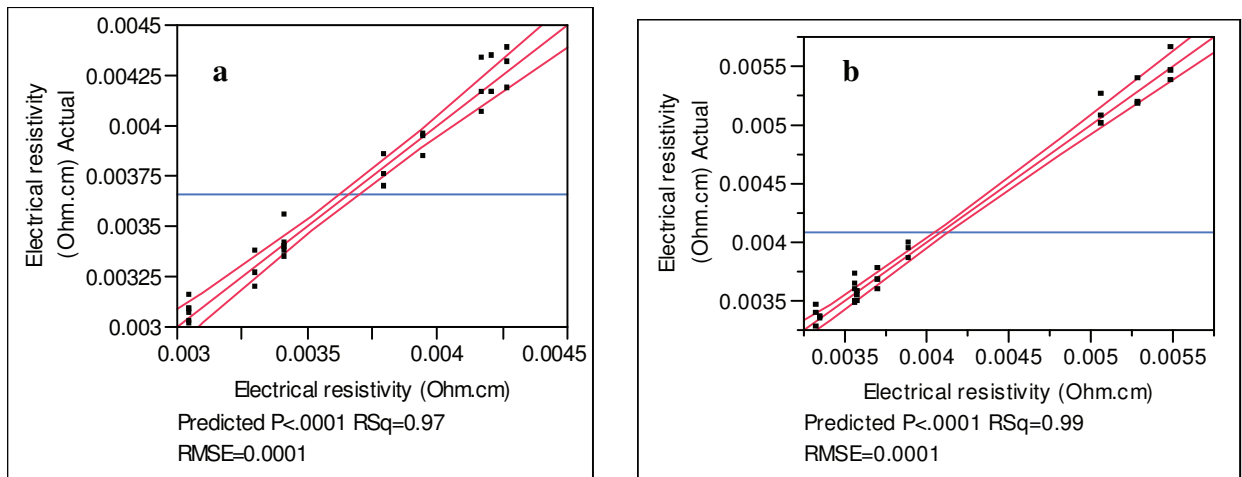 a
0.0045
0.00425
0.004
0.00375
0.0035
0.00325
0.003
Electrical resistivity
(Ohm.cm) Actual
0.003 0.0035 0.004 0.0045
Electrical resistivity (Ohm.cm)
Predicted P<.0001 RSq=0.97
RMSE=0.0001
b
0.0055
0.005
0.0045
0.004
0.0035
Electrical resistivity
(Ohm.cm) Actual
0.0035 0.004 0.0045 0.005 0.0055
Electrical resistivity (Ohm.cm)
Predicted P<.0001 RSq=0.99
RMSE=0.0001